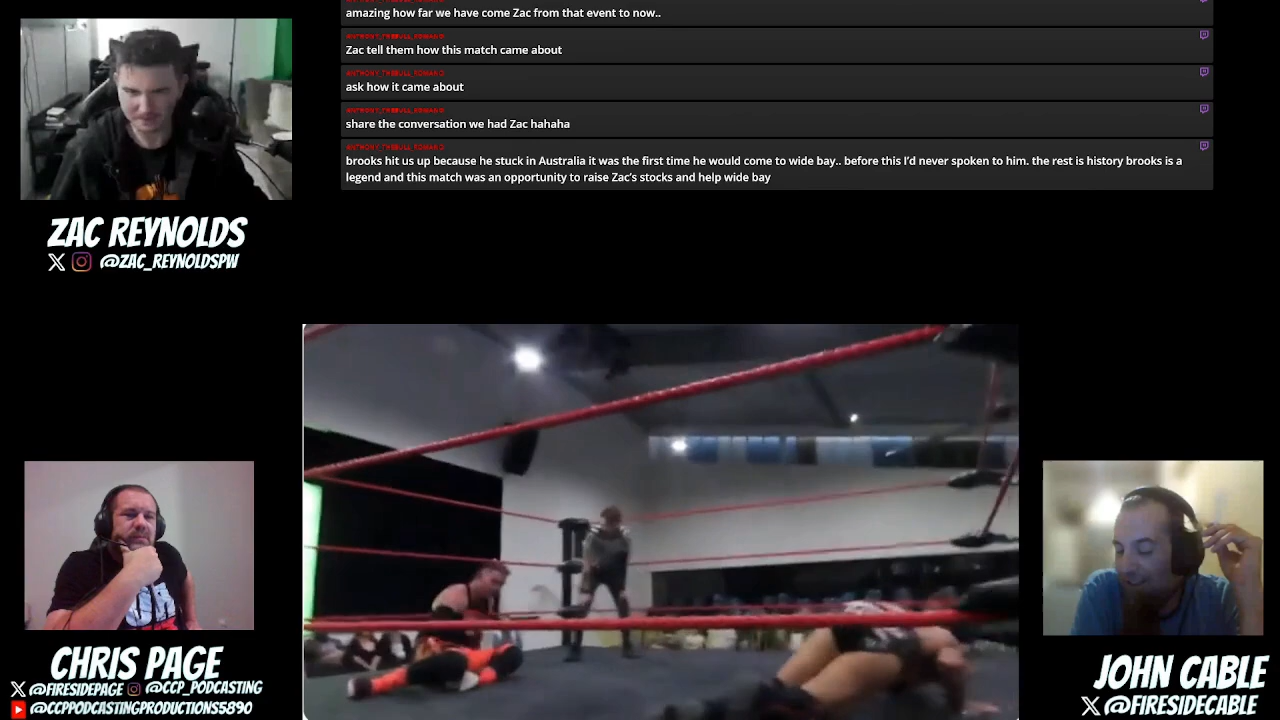 amazing how far we have come Zac from that event to now..
ANTHONY_THEBULL_ROMANO
Zac tell them how this match came about
ANTHONY_THEBULL_ROMANO
ask how it came about
ANTHONY_THEBULL_ROMANO
share the conversation we had Zac hahaha
ANTHONY_THEBULL_ROMANO
brooks hit us up because he stuck in Australia it was the first time he would come to wide bay.. before this I'd never spoken to him. the rest is history brooks is a
legend and this match was an opportunity to raise Zac's stocks and help wide bay
ZAC REYNOLDS
@ZAC_REYNOLDSPW
CHRIS PAGE
@FIRESIDEPAGE @CCP_PODCASTING
@CCPPODCASTINGPRODUCTIONS5890
JOHN CABLE
@FIRESIDECABLE